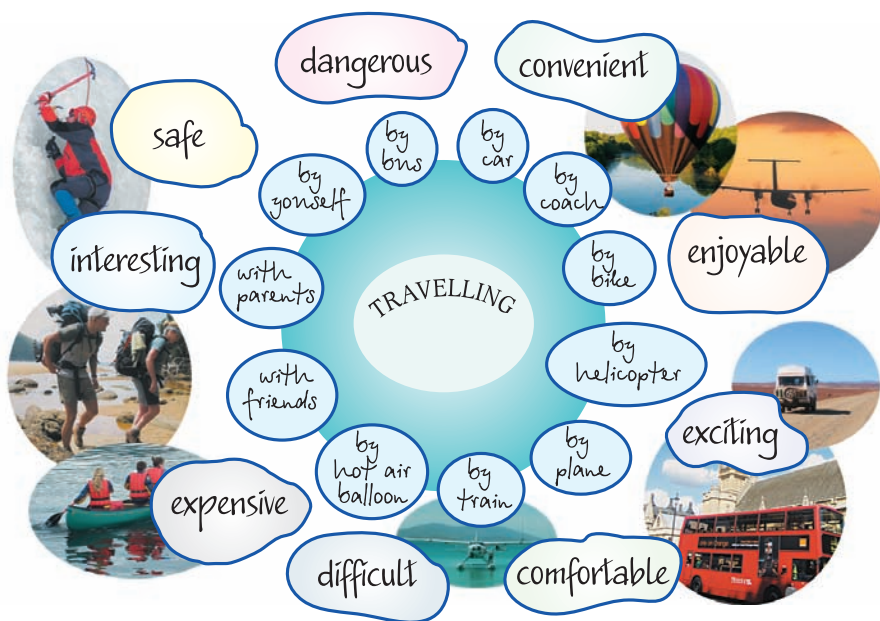 dangerous
convenient
safe
by
bus
by
car
by
yonself
by
coach
interesting
with
parents
TRAVELLING
by
bike
enjoyable
with
friends
by
helicopter
exciting
by
hot air
balloon
by
train
by
plane
expensive
difficult
comfortable